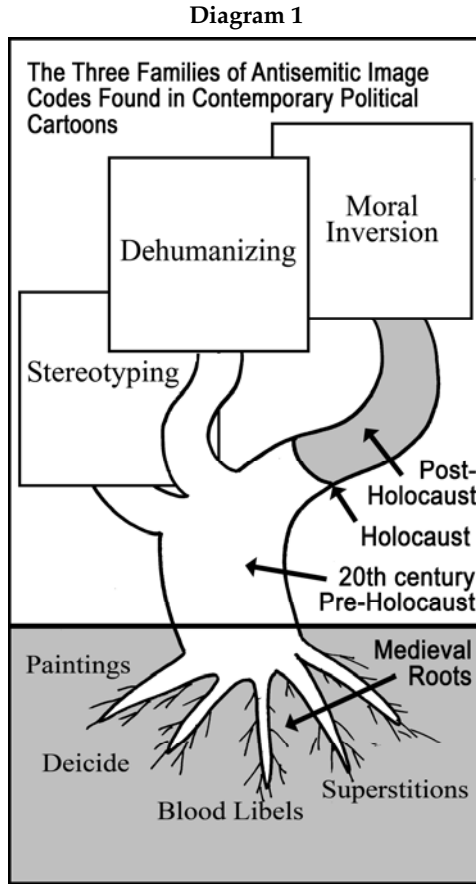 Diagram 1
The Three Families of Antisemitic Image
Codes Found in Contemporary Political
Cartoons
Moral
Inversion
Dehumanizing
Stereotyping
Post-
Holocaust
Holocaust
20th century
Pre-Holocaust
Medieval
Roots
Paintings
Deicide
Blood Libels
Superstitions